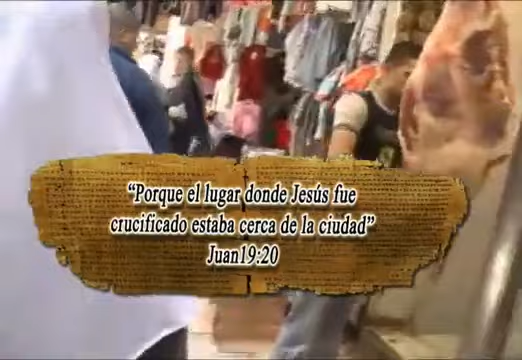 “Porque el lugar donde Jesús fue
crucificado estaba cerca de la ciudad”
Juan19:20